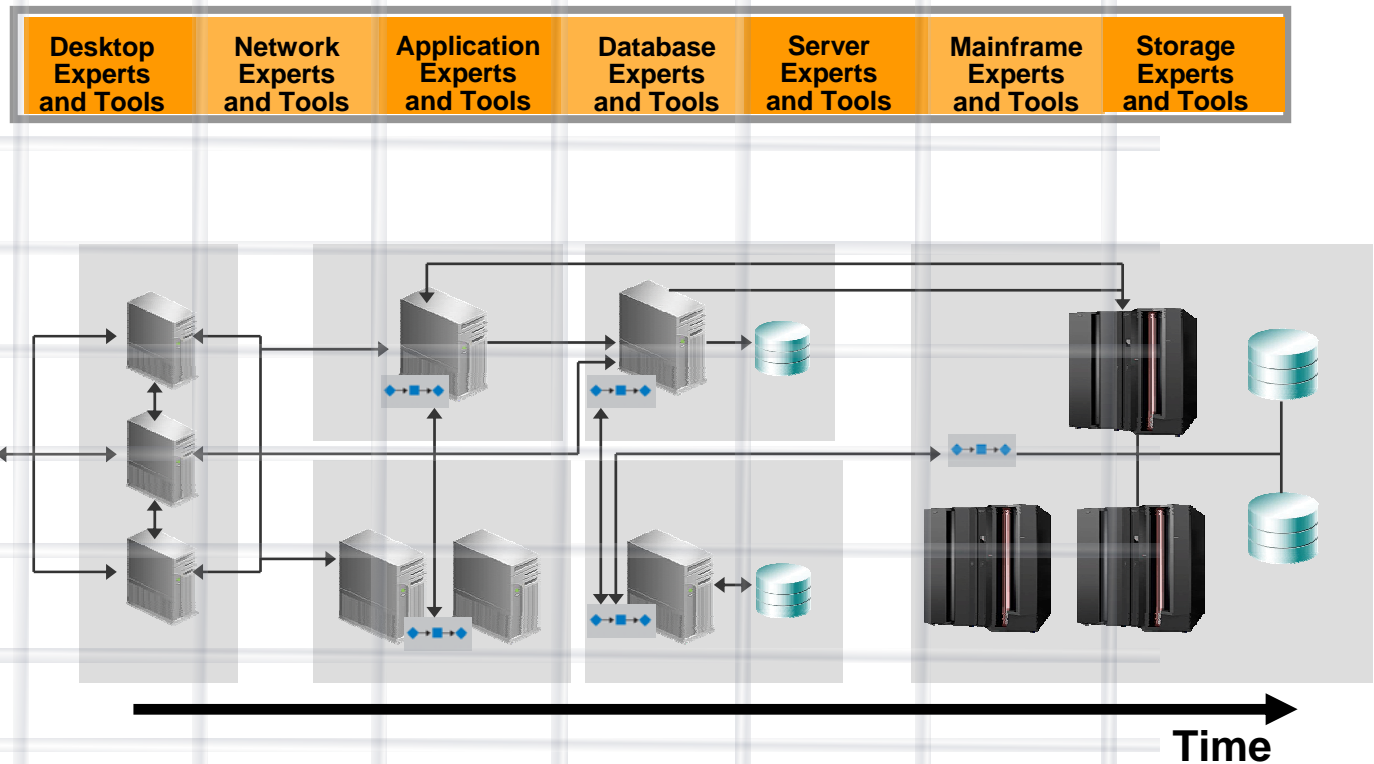 Desktop
Experts
and Tools
Network
Experts
and Tools
Application
Experts
and Tools
Database
Experts
and Tools
Server
Experts
and Tools
Mainframe
Experts
and Tools
Storage
Experts
and Tools
Time